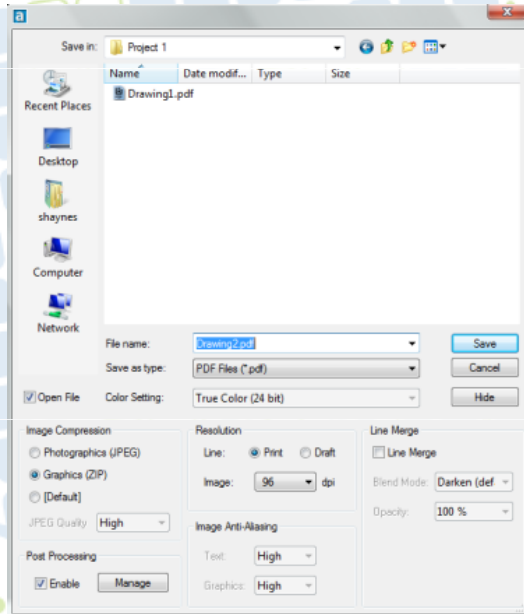 a
Save in: Project 1
Name Date modif... Type Size
Drawing1.pdf
Recent Places
Desktop
shaynes
Computer
Network
File name: Drawing2.pdf Save
Save as type: PDF Files (*.pdf) Cancel
Open File Color Setting: True Color (24 bit) Hide
Image Compression Resolution Line Merge
Photographics (JPEG) Line: Print Draft Line Merge
Graphics (ZIP) Image: 96 dpi Blend Mode: Darken (def
[Default] Opacity: 100 %
JPEG Quality High Image Anti-Aliasing
Post Processing Text: High
Enable Manage Graphics: High